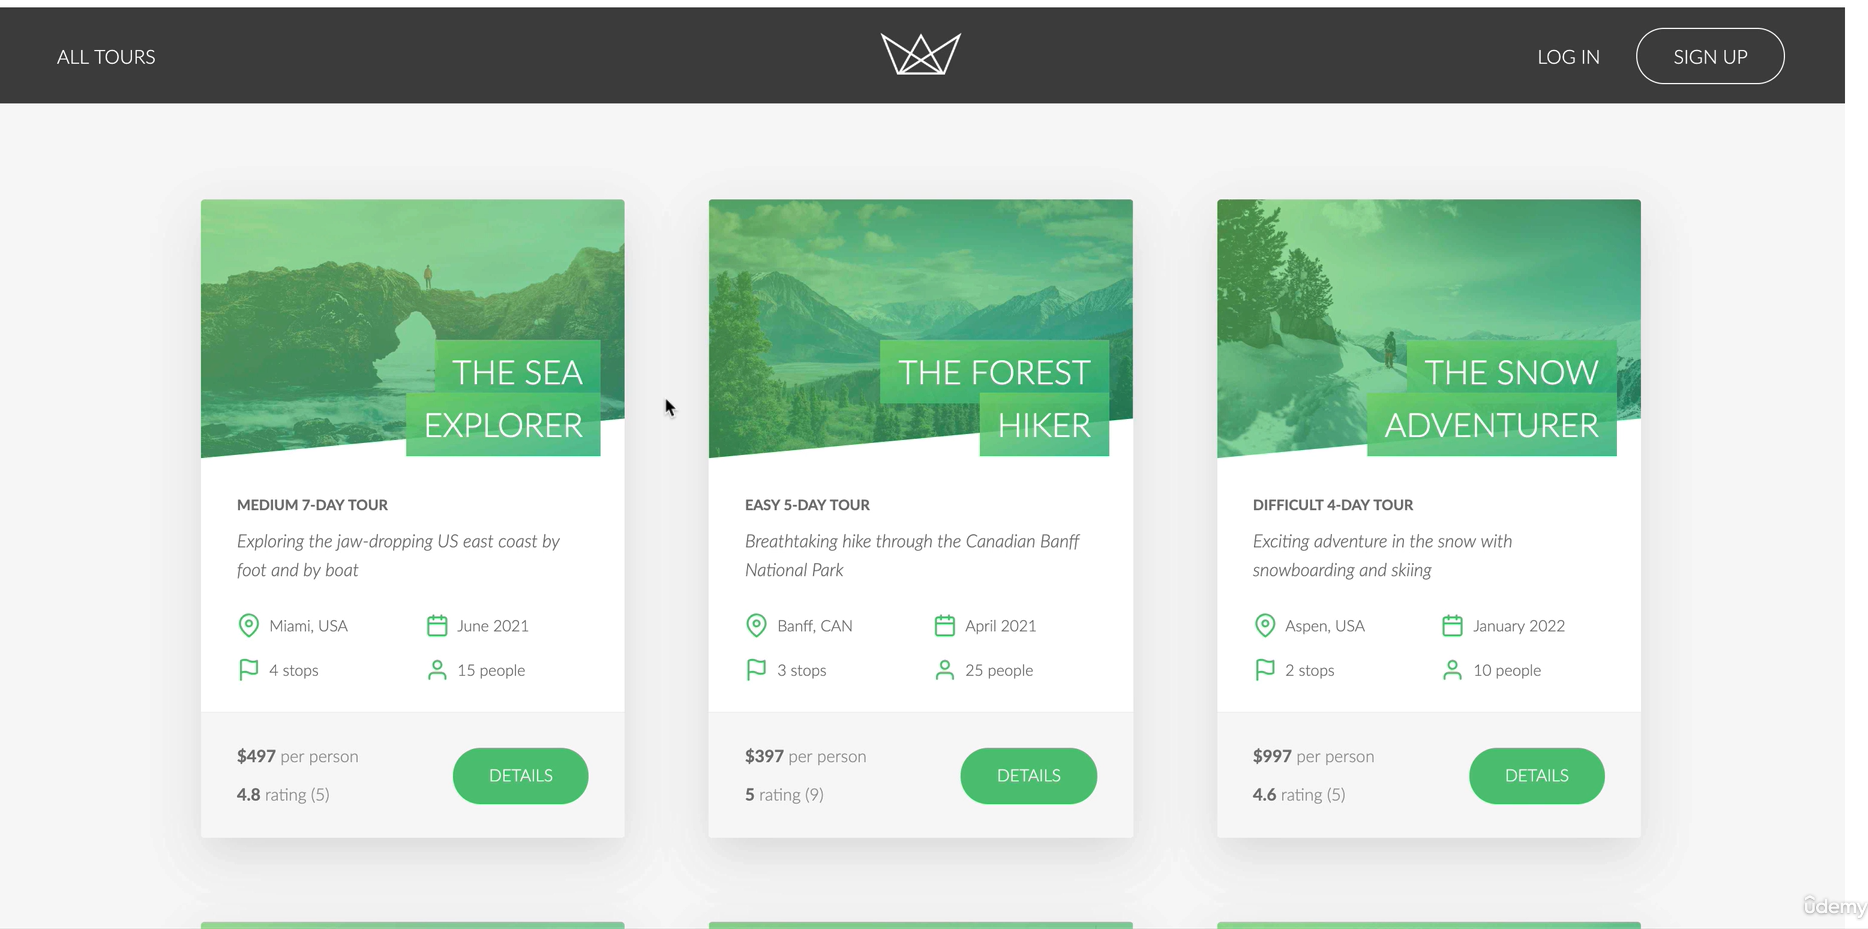 ALL TOURS
LOG IN
SIGN UP
THE SEA
EXPLORER
MEDIUM 7-DAY TOUR
Exploring the jaw-dropping US east coast by
foot and by boat
Miami, USA
June 2021
4 stops
15 people
$497 per person
4.8 rating (5)
DETAILS
THE FOREST
HIKER
EASY 5-DAY TOUR
Breathtaking hike through the Canadian Banff
National Park
Banff, CAN
April 2021
3 stops
25 people
$397 per person
5 rating (9)
DETAILS
THE SNOW
ADVENTURER
DIFFICULT 4-DAY TOUR
Exciting adventure in the snow with
snowboarding and skiing
Aspen, USA
January 2022
2 stops
10 people
$997 per person
4.6 rating (5)
DETAILS
udemy